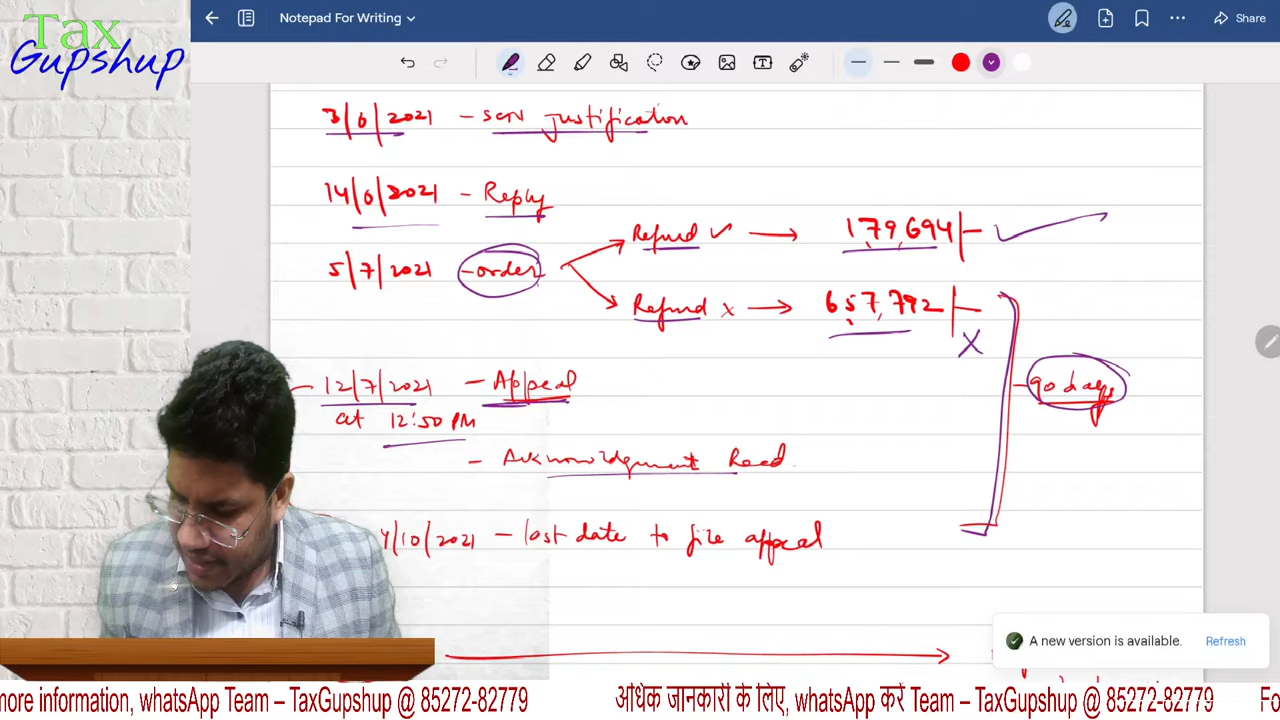 Tax
Gupshup
Notepad For Writing
Share
3/6/2021 - SCN Justification
14/6/2021 - Reply
5/7/2021 - order
Refund ✓ → 179,694/-
Refund x → 657,792/-
X
90 days
12/7/2021 - Appeal
at 12:50 PM
- Acknowledgement Recd.
4/10/2021 - last date to file appeal
A new version is available. Refresh
more information, whatsApp Team – TaxGupshup @ 85272-82779 अधिक जानकारी के लिए, whatsApp करें Team – TaxGupshup @ 85272-82779 Fo